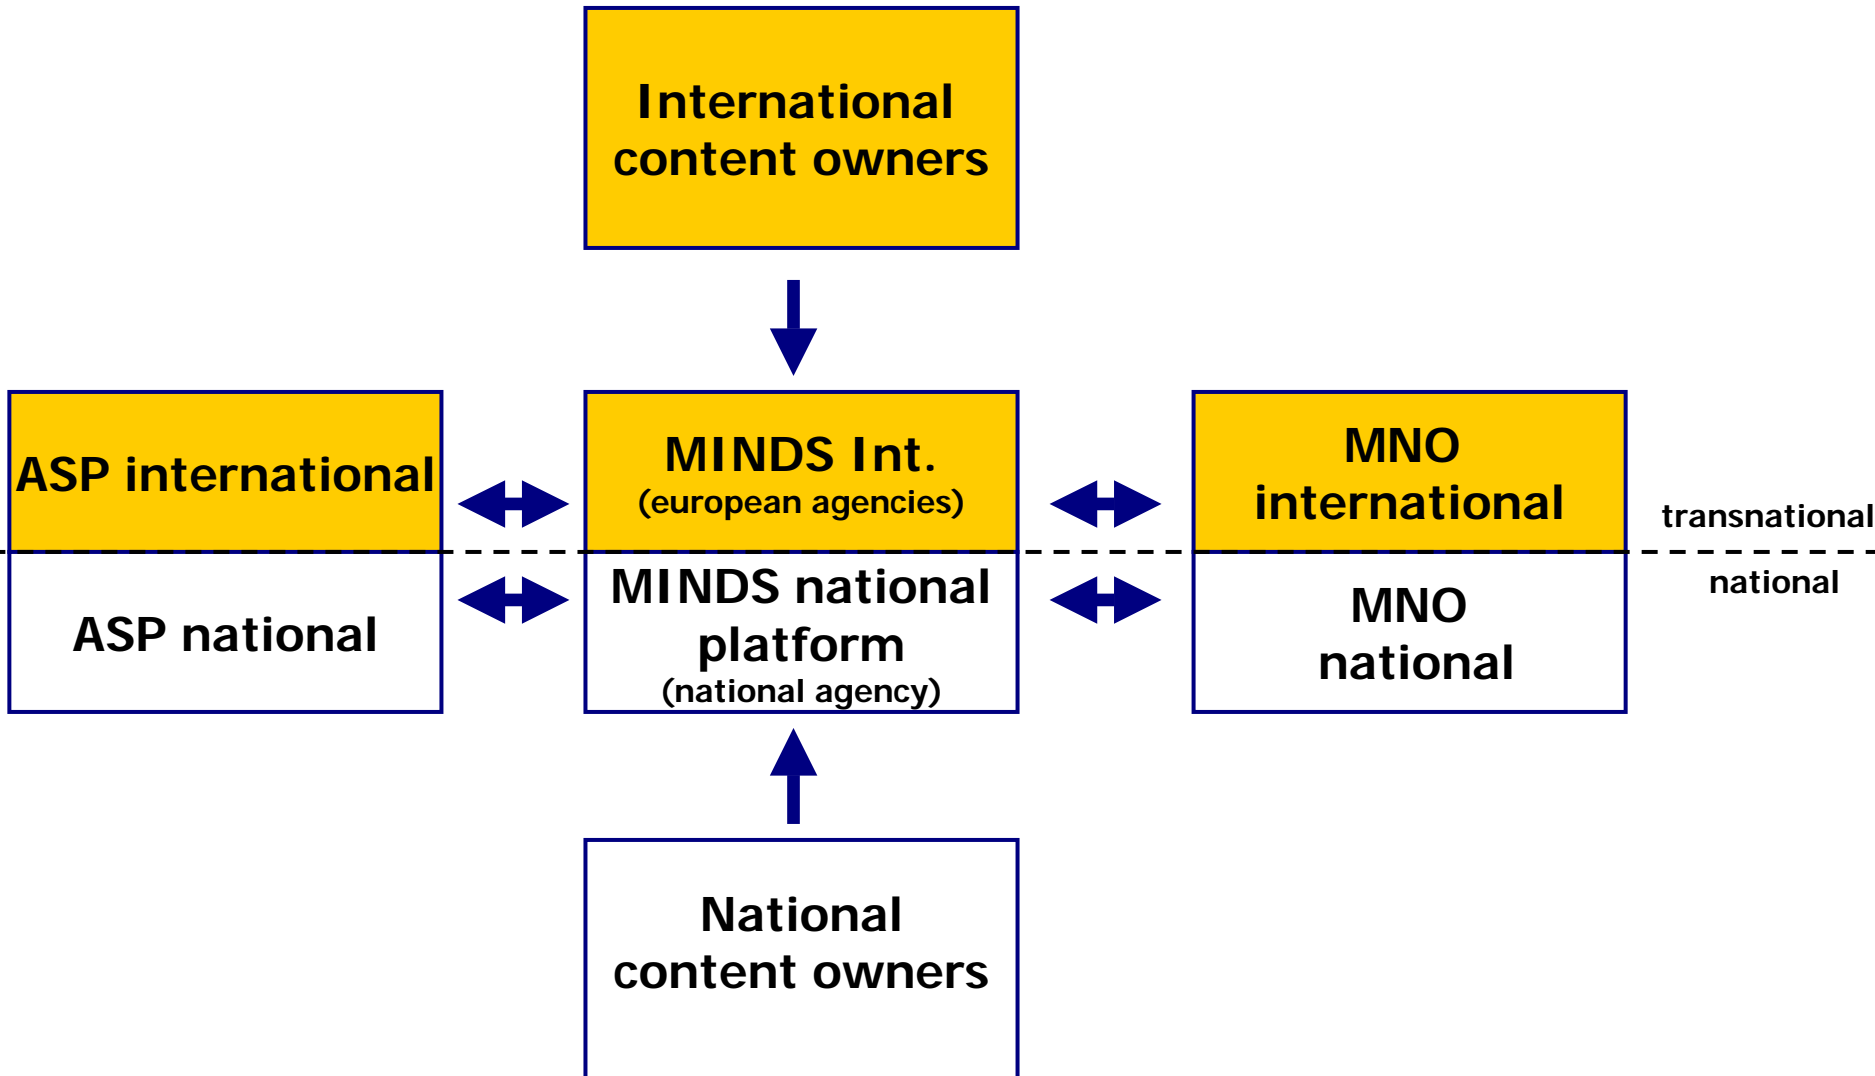 International
content owners
ASP international
MINDS Int.
(european agencies)
MNO
international
transnational
national
ASP national
MINDS national
platform
(national agency)
MNO
national
National
content owners